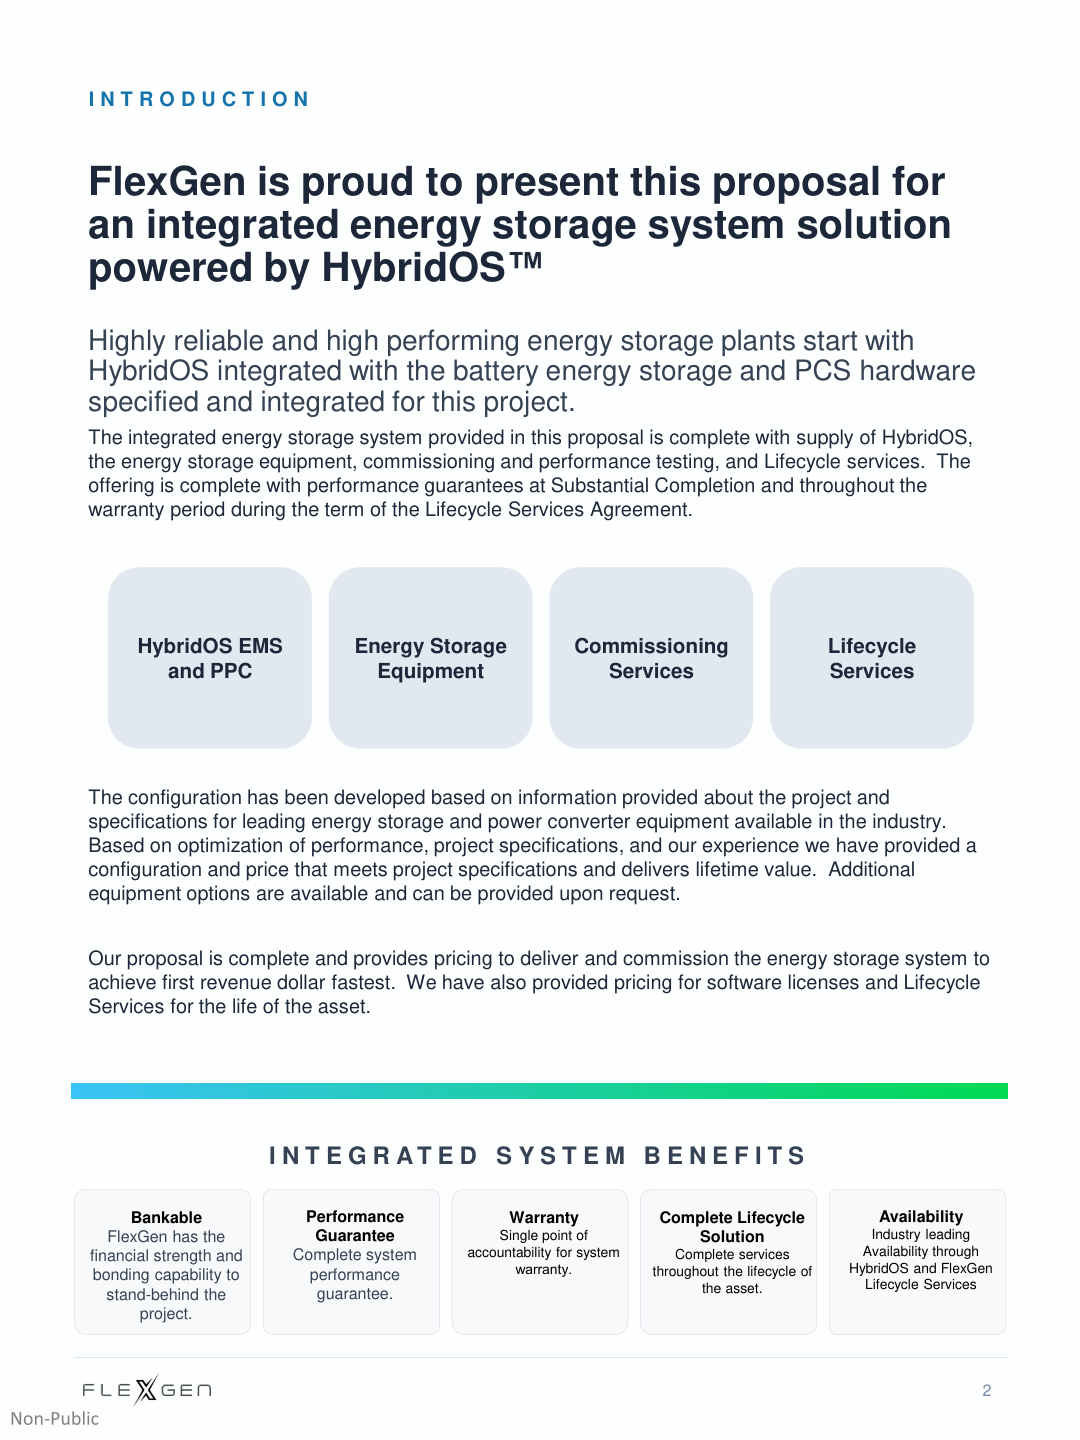 INTRODUCTION
FlexGen is proud to present this proposal for
an integrated energy storage system solution
powered by HybridOS™
Highly reliable and high performing energy storage plants start with
HybridOS integrated with the battery energy storage and PCS hardware
specified and integrated for this project.
The integrated energy storage system provided in this proposal is complete with supply of HybridOS,
the energy storage equipment, commissioning and performance testing, and Lifecycle services.  The
offering is complete with performance guarantees at Substantial Completion and throughout the
warranty period during the term of the Lifecycle Services Agreement.
HybridOS EMS
and PPC
Energy Storage
Equipment
Commissioning
Services
Lifecycle
Services
The configuration has been developed based on information provided about the project and
specifications for leading energy storage and power converter equipment available in the industry.
Based on optimization of performance, project specifications, and our experience we have provided a
configuration and price that meets project specifications and delivers lifetime value.  Additional
equipment options are available and can be provided upon request.
Our proposal is complete and provides pricing to deliver and commission the energy storage system to
achieve first revenue dollar fastest.  We have also provided pricing for software licenses and Lifecycle
Services for the life of the asset.
INTEGRATED SYSTEM BENEFITS
Bankable
FlexGen has the
financial strength and
bonding capability to
stand-behind the
project.
Performance
Guarantee
Complete system
performance
guarantee.
Warranty
Single point of
accountability for system
warranty.
Complete Lifecycle
Solution
Complete services
throughout the lifecycle of
the asset.
Availability
Industry leading
Availability through
HybridOS and FlexGen
Lifecycle Services
FLEXGEN
2
Non-Public